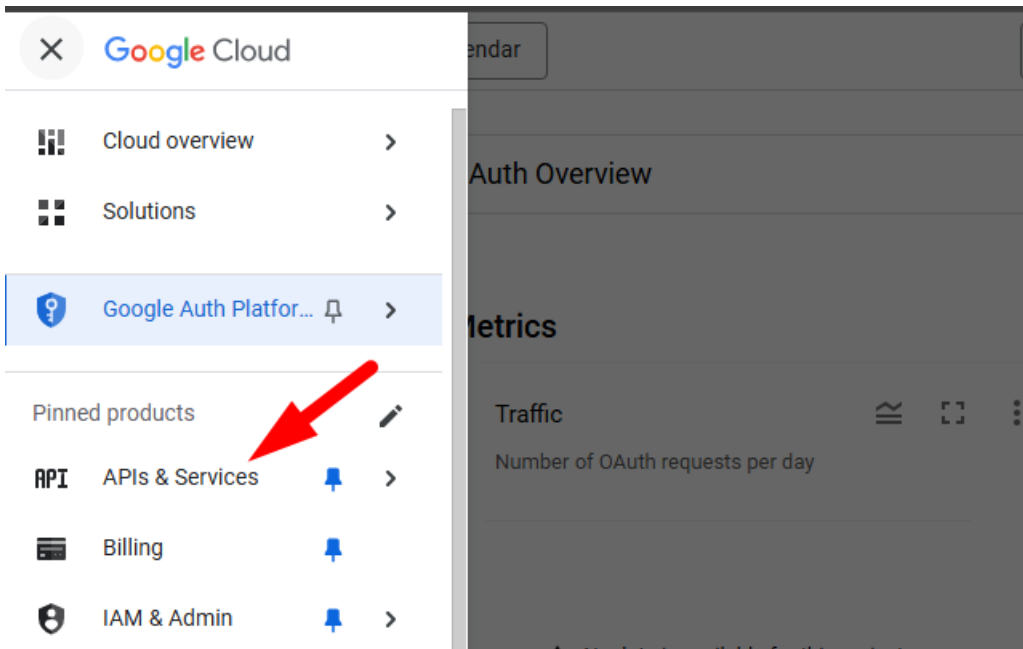 Google Cloud
endar
Cloud overview
Auth Overview
Solutions
Google Auth Platfor...
Metrics
Pinned products
Traffic
Number of OAuth requests per day
API APIs & Services
Billing
IAM & Admin